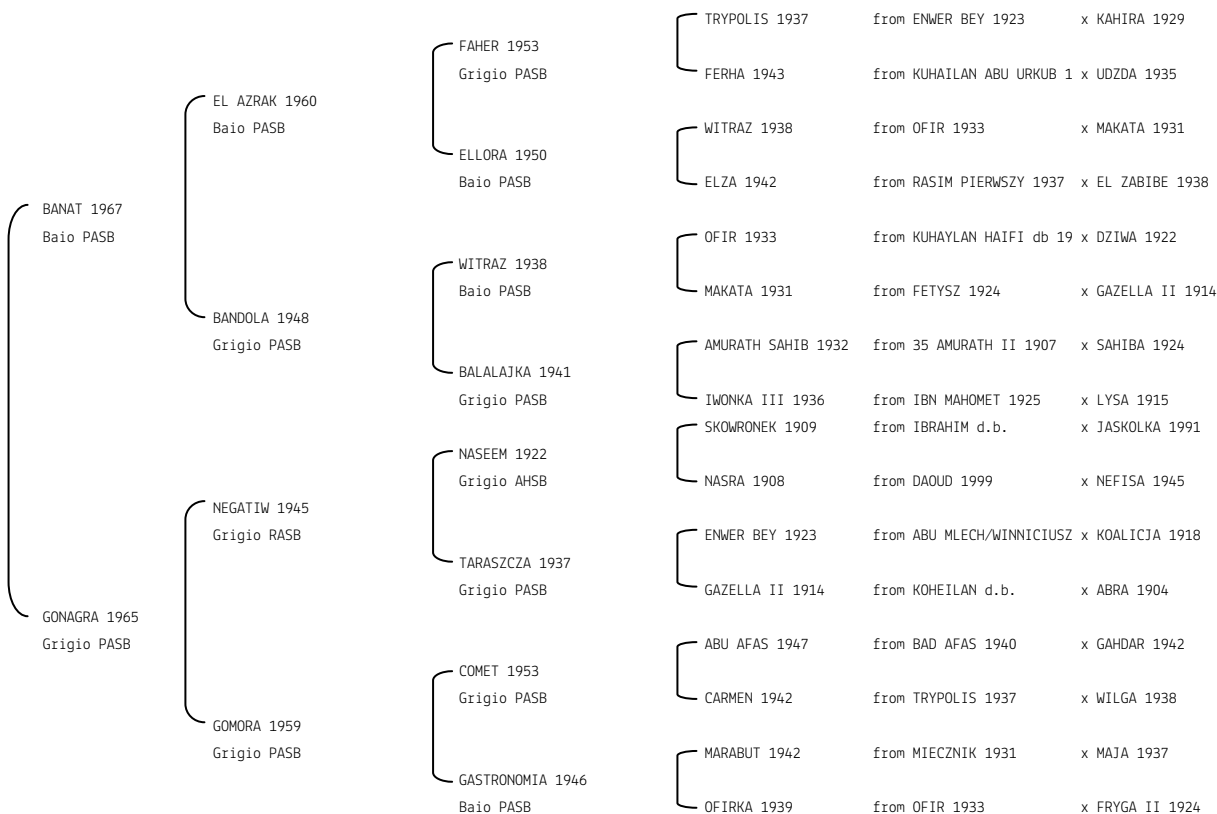 TRYPOLIS 1937 from ENWER BEY 1923 x KAHIRA 1929
FAHER 1953
Grigio PASB
FERHA 1943 from KUHAILAN ABU URKUB 1 x UDZDA 1935
EL AZRAK 1960
Baio PASB
WITRAZ 1938 from OFIR 1933 x MAKATA 1931
ELLORA 1950
Baio PASB
ELZA 1942 from RASIM PIERWSZY 1937 x EL ZABIBE 1938
BANAT 1967
Baio PASB
OFIR 1933 from KUHAYLAN HAIFI db 19 x DZIWA 1922
WITRAZ 1938
Baio PASB
MAKATA 1931 from FETYSZ 1924 x GAZELLA II 1914
BANDOLA 1948
Grigio PASB
AMURATH SAHIB 1932 from 35 AMURATH II 1907 x SAHIBA 1924
BALALAJKA 1941
Grigio PASB
IWONKA III 1936 from IBN MAHOMET 1925 x LYSA 1915
SKOWRONEK 1909 from IBRAHIM d.b. x JASKOLKA 1991
NASEEM 1922
Grigio AHSB
NASRA 1908 from DAOUD 1999 x NEFISA 1945
NEGATIW 1945
Grigio RASB
ENWER BEY 1923 from ABU MLECH/WINNICIUSZ x KOALICJA 1918
TARASZCZA 1937
Grigio PASB
GAZELLA II 1914 from KOHEILAN d.b. x ABRA 1904
GONAGRA 1965
Grigio PASB
ABU AFAS 1947 from BAD AFAS 1940 x GAHDAR 1942
COMET 1953
Grigio PASB
CARMEN 1942 from TRYPOLIS 1937 x WILGA 1938
GOMORA 1959
Grigio PASB
MARABUT 1942 from MIECZNIK 1931 x MAJA 1937
GASTRONOMIA 1946
Baio PASB
OFIRKA 1939 from OFIR 1933 x FRYGA II 1924